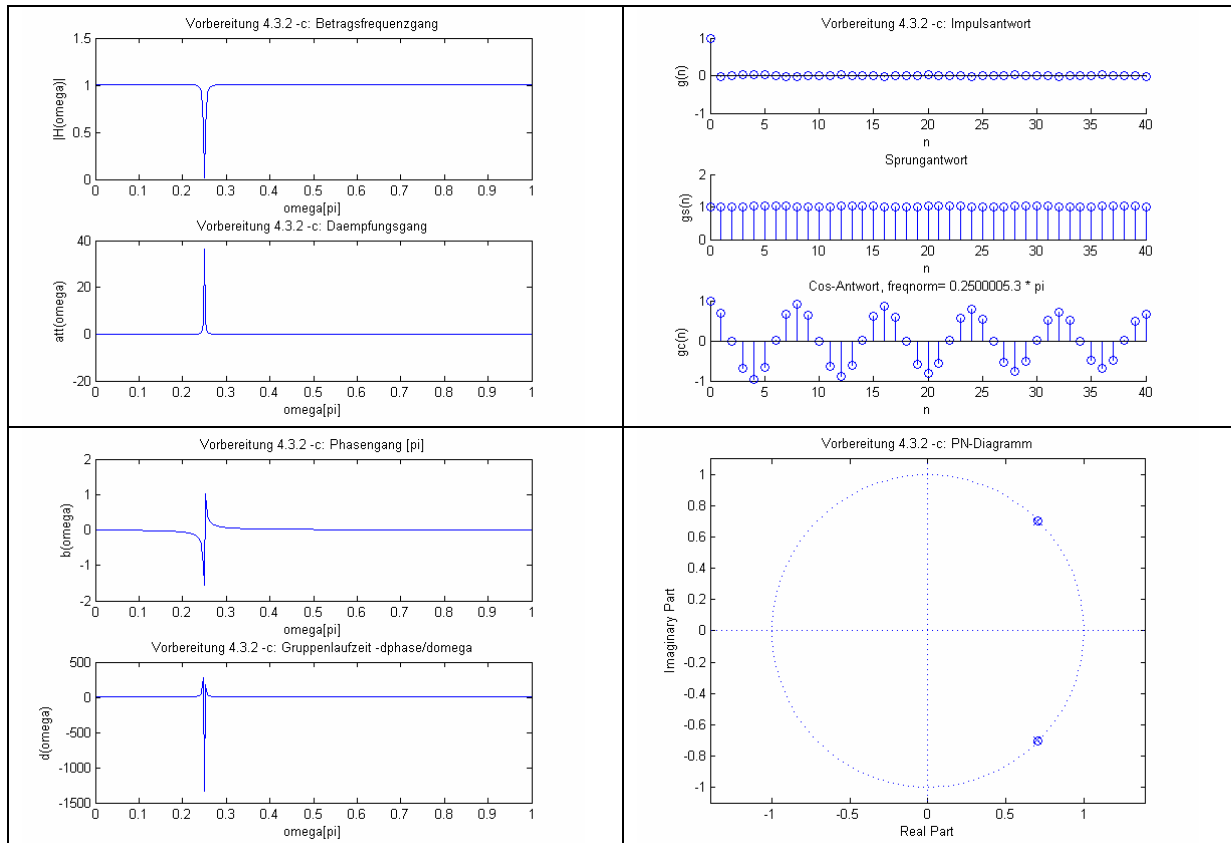 Vorbereitung 4.3.2 -c: Betragsfrequenzgang
1.5
1
0.5
0
|H(omega)|
0 0.1 0.2 0.3 0.4 0.5 0.6 0.7 0.8 0.9 1
omega[pi]
Vorbereitung 4.3.2 -c: Daempfungsgang
40
20
0
-20
att(omega)
0 0.1 0.2 0.3 0.4 0.5 0.6 0.7 0.8 0.9 1
omega[pi]
Vorbereitung 4.3.2 -c: Impulsantwort
1
0
-1
g(n)
0 5 10 15 20 25 30 35 40
n
Sprungantwort
2
1
0
gs(n)
0 5 10 15 20 25 30 35 40
n
Cos-Antwort, freqnorm= 0.2500005.3 * pi
1
0
-1
gc(n)
0 5 10 15 20 25 30 35 40
n
Vorbereitung 4.3.2 -c: Phasengang [pi]
2
1
0
-1
-2
b(omega)
0 0.1 0.2 0.3 0.4 0.5 0.6 0.7 0.8 0.9 1
omega[pi]
Vorbereitung 4.3.2 -c: Gruppenlaufzeit -dphase/domega
500
0
-500
-1000
-1500
d(omega)
0 0.1 0.2 0.3 0.4 0.5 0.6 0.7 0.8 0.9 1
omega[pi]
Vorbereitung 4.3.2 -c: PN-Diagramm
1
0.8
0.6
0.4
0.2
0
-0.2
-0.4
-0.6
-0.8
-1
Imaginary Part
-1 -0.5 0 0.5 1
Real Part